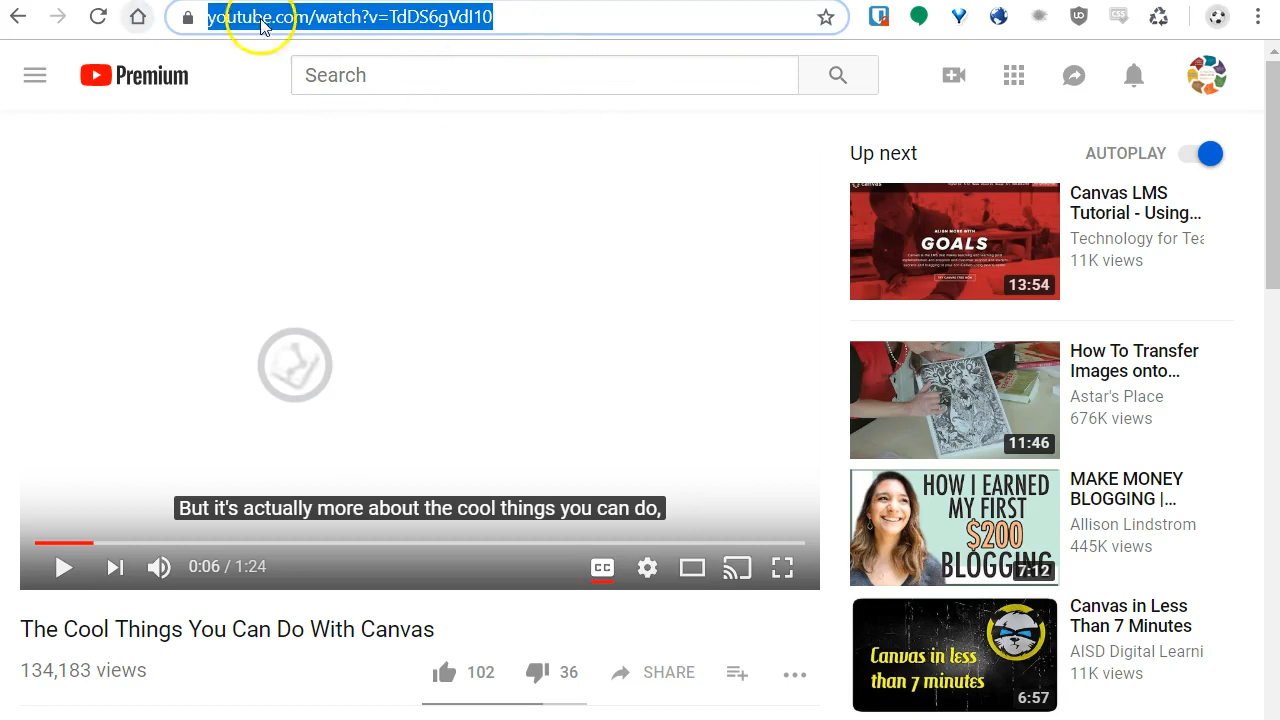 youtube.com/watch?v=TdDS6gVdI10
Premium
Search
Up next
AUTOPLAY
Canvas LMS
Tutorial - Using...
Technology for Tea
11K views
ALIGN MORE WITH
GOALS
13:54
How To Transfer
Images onto...
Astar's Place
676K views
11:46
HOW I EARNED
MY FIRST
$200
BLOGGING
7:12
MAKE MONEY
BLOGGING |...
Allison Lindstrom
445K views
Canvas in less
than 7 minutes
6:57
Canvas in Less
Than 7 Minutes
AISD Digital Learni
11K views
But it's actually more about the cool things you can do,
0:06 / 1:24
CC
The Cool Things You Can Do With Canvas
134,183 views
102
36
SHARE